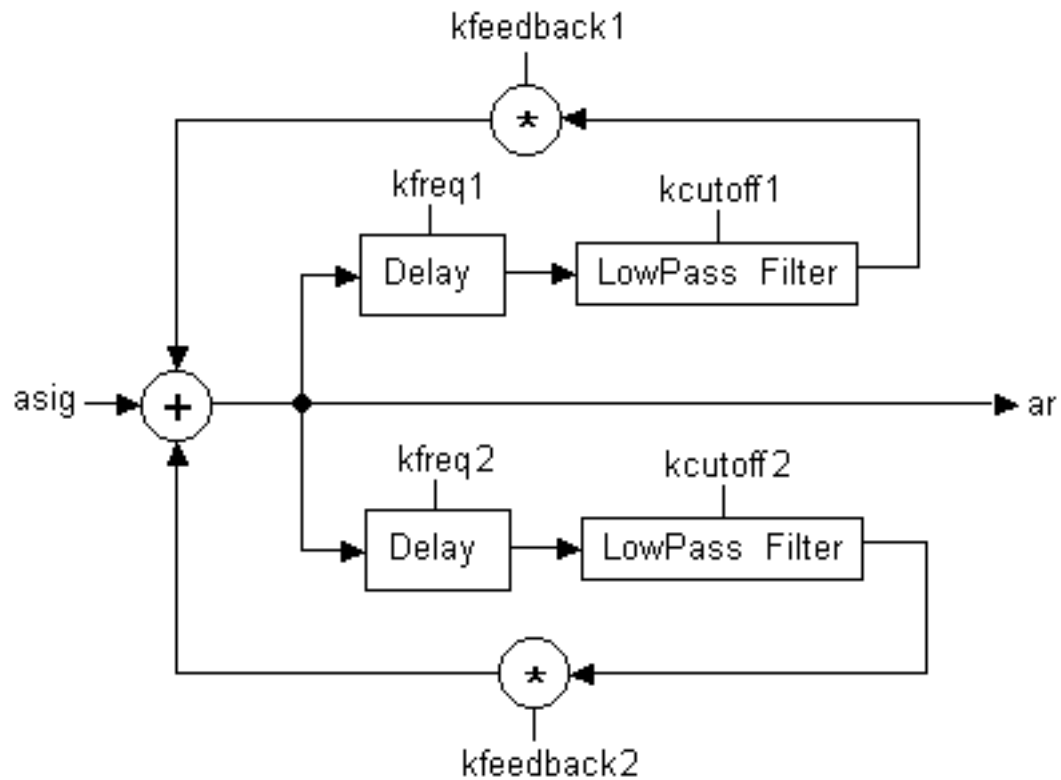 kfeedback1
*
kfreq1
kcutoff1
Delay
LowPass Filter
asig
+
ar
kfreq2
kcutoff2
Delay
LowPass Filter
*
kfeedback2